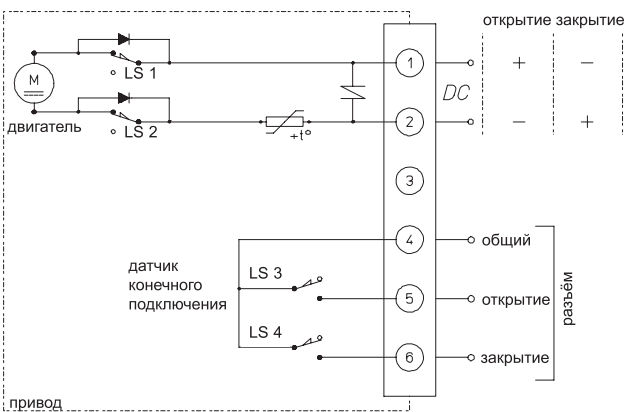 открытие закрытие
LS 1
1
+ −
M
DC
LS 2
2
− +
двигатель
+t°
3
4
общий
датчик
конечного
подключения
LS 3
5
открытие
разъём
LS 4
6
закрытие
привод